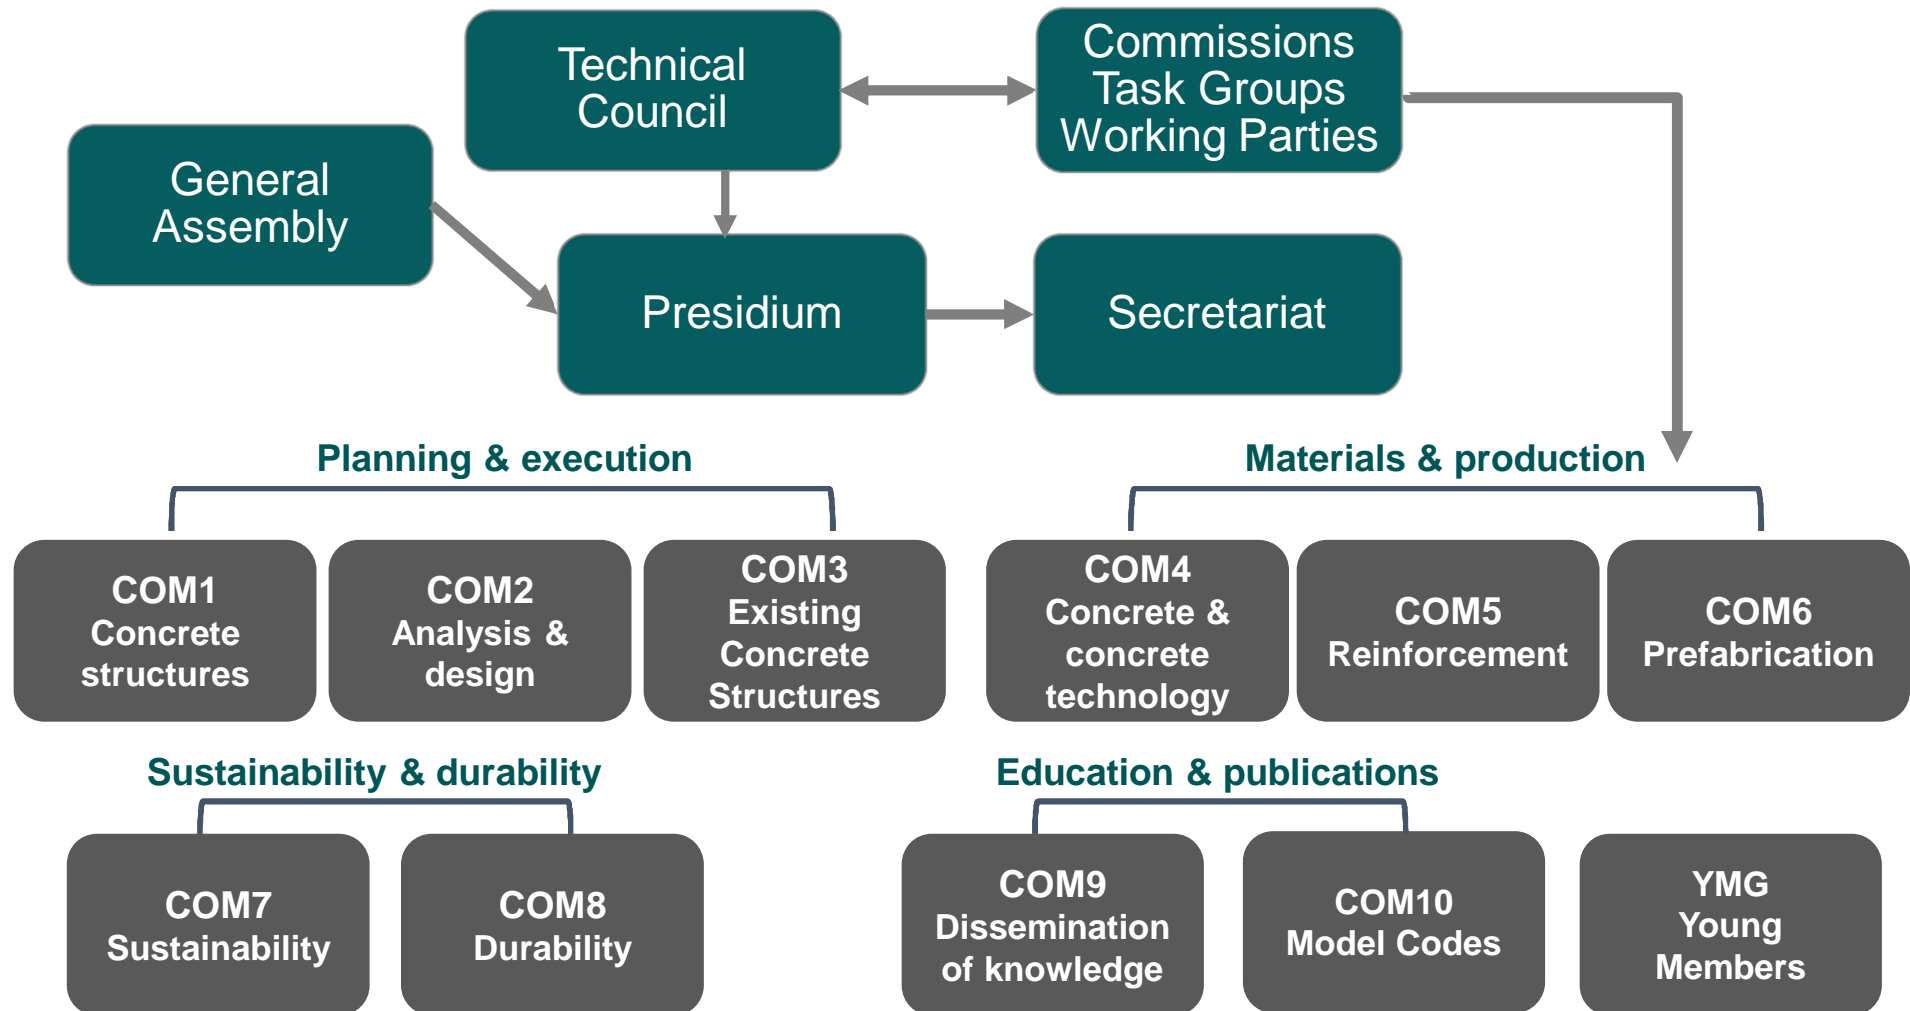 Technical
Council
Commissions
Task Groups
Working Parties
General
Assembly
Presidium
Secretariat
Planning & execution
Materials & production
COM1
Concrete
structures
COM2
Analysis &
design
COM3
Existing
Concrete
Structures
COM4
Concrete &
concrete
technology
COM5
Reinforcement
COM6
Prefabrication
Sustainability & durability
Education & publications
COM7
Sustainability
COM8
Durability
COM9
Dissemination
of knowledge
COM10
Model Codes
YMG
Young
Members